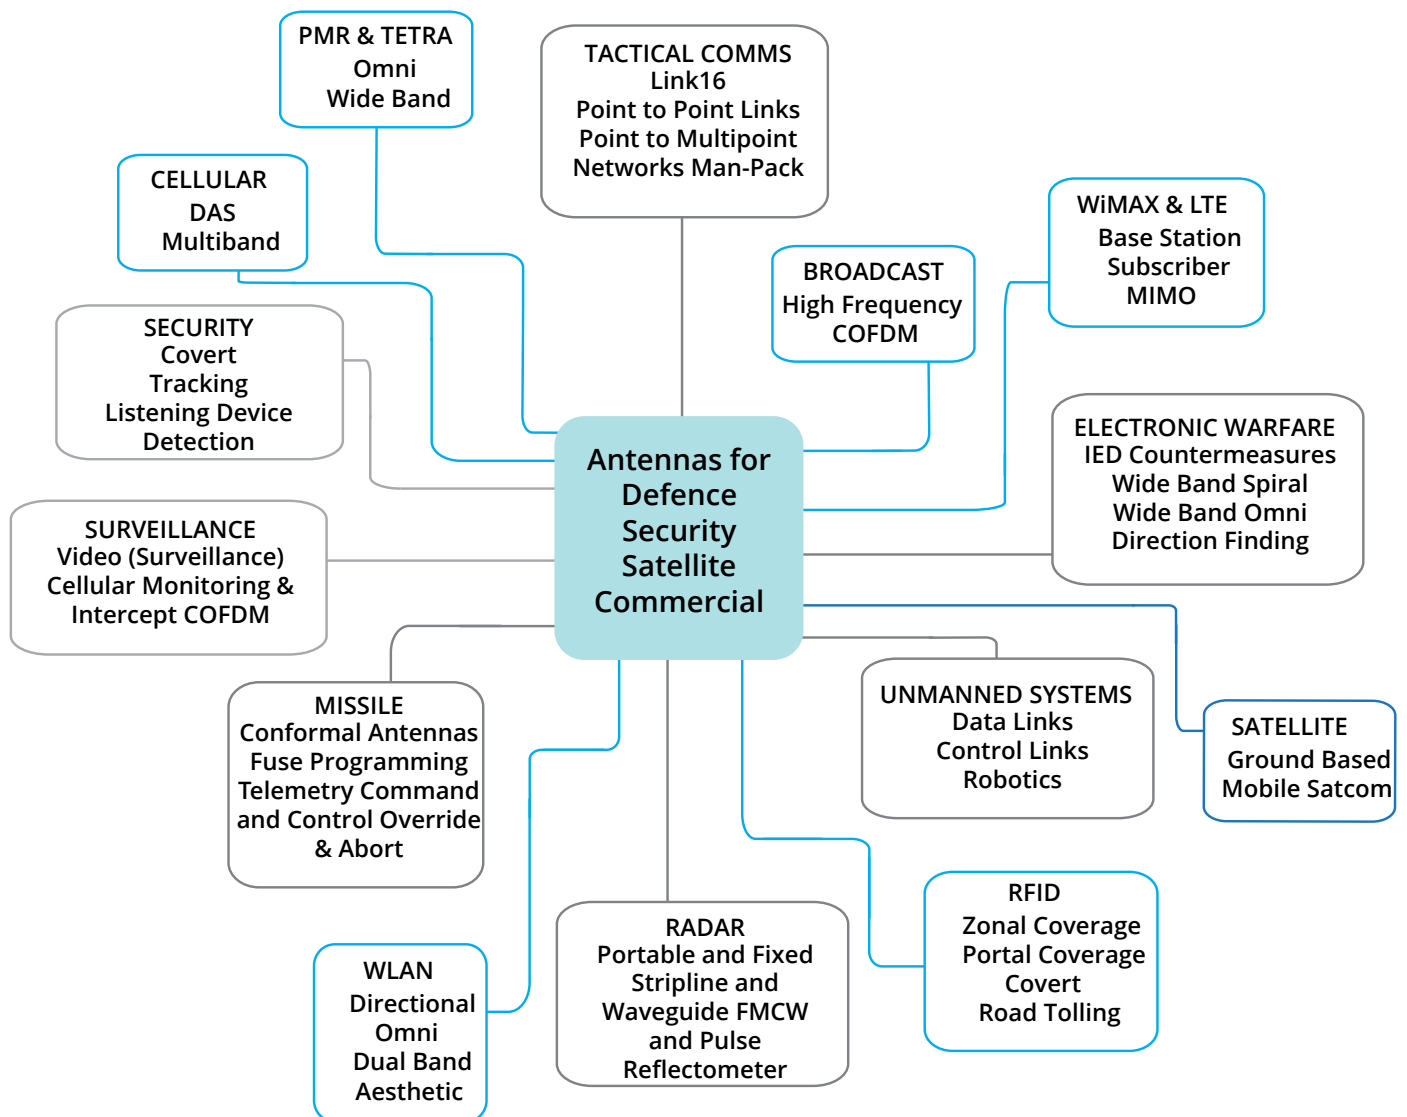 PMR & TETRA
Omni
Wide Band
TACTICAL COMMS
Link16
Point to Point Links
Point to Multipoint
Networks Man-Pack
CELLULAR
DAS
Multiband
WiMAX & LTE
Base Station
Subscriber
MIMO
BROADCAST
High Frequency
COFDM
SECURITY
Covert
Tracking
Listening Device
Detection
ELECTRONIC WARFARE
IED Countermeasures
Wide Band Spiral
Wide Band Omni
Direction Finding
Antennas for
Defence
Security
Satellite
Commercial
SURVEILLANCE
Video (Surveillance)
Cellular Monitoring &
Intercept COFDM
MISSILE
Conformal Antennas
Fuse Programming
Telemetry Command
and Control Override
& Abort
UNMANNED SYSTEMS
Data Links
Control Links
Robotics
SATELLITE
Ground Based
Mobile Satcom
RFID
Zonal Coverage
Portal Coverage
Covert
Road Tolling
RADAR
Portable and Fixed
Stripline and
Waveguide FMCW
and Pulse
Reflectometer
WLAN
Directional
Omni
Dual Band
Aesthetic